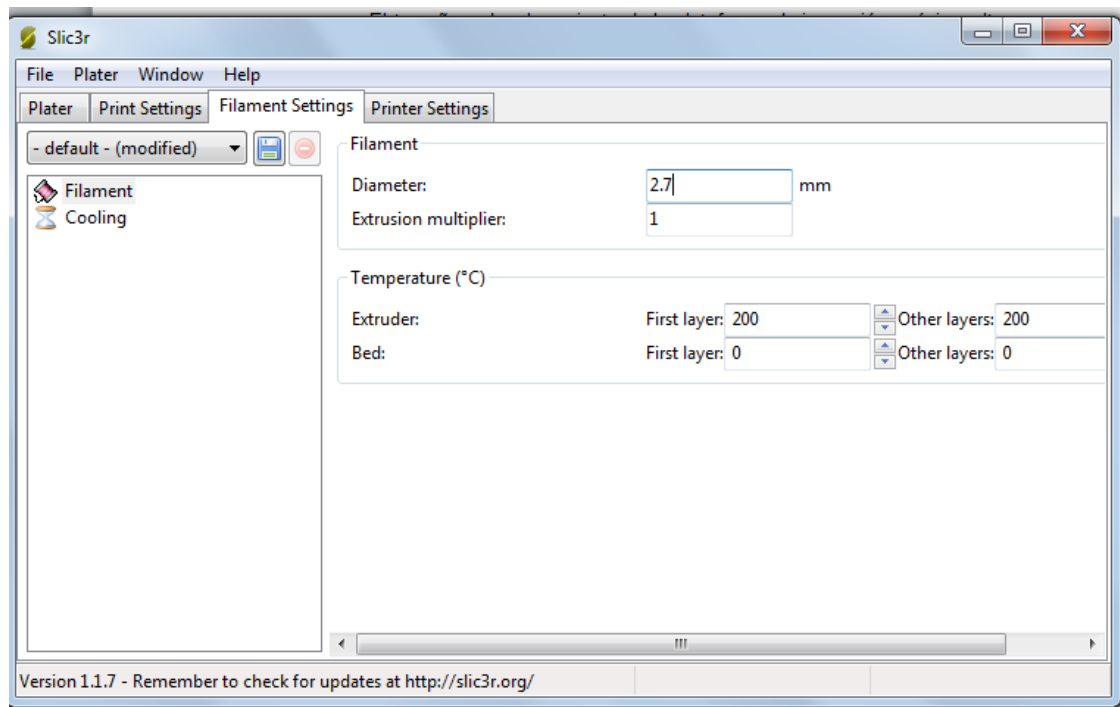 Slic3r
File Plater Window Help
Plater Print Settings Filament Settings Printer Settings
- default - (modified)
Filament
Cooling
Filament
Diameter: 2.7 mm
Extrusion multiplier: 1
Temperature (°C)
Extruder: First layer: 200 Other layers: 200
Bed: First layer: 0 Other layers: 0
Version 1.1.7 - Remember to check for updates at http://slic3r.org/